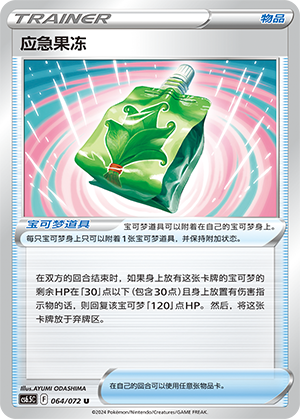 TRAINER
物品
应急果冻
宝可梦道具
宝可梦道具可以附着在自己的宝可梦身上。
每只宝可梦身上只可以附着1张宝可梦道具，并保持附加状态。
在双方的回合结束时，如果身上放有这张卡牌的宝可梦的
剩余HP在「30」点以下（包含30点）且身上放置有伤害指
示物的话，则回复该宝可梦「120」点HP。然后，将这张
卡牌放于弃牌区。
Illus.AYUMI ODASHIMA
F
064/072 U
在自己的回合可以使用任意张物品卡。
©2024 Pokémon/Nintendo/Creatures/GAME FREAK.